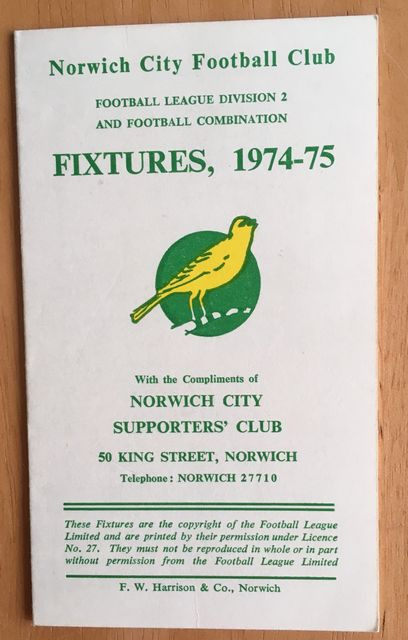 Norwich City Football Club
FOOTBALL LEAGUE DIVISION 2
AND FOOTBALL COMBINATION
FIXTURES, 1974-75
With the Compliments of
NORWICH CITY
SUPPORTERS' CLUB
50 KING STREET, NORWICH
Telephone: NORWICH 27710
These Fixtures are the copyright of the Football League
Limited and are printed by their permission under Licence
No. 27. They must not be reproduced in whole or in part
without permission from the Football League Limited
F. W. Harrison & Co., Norwich